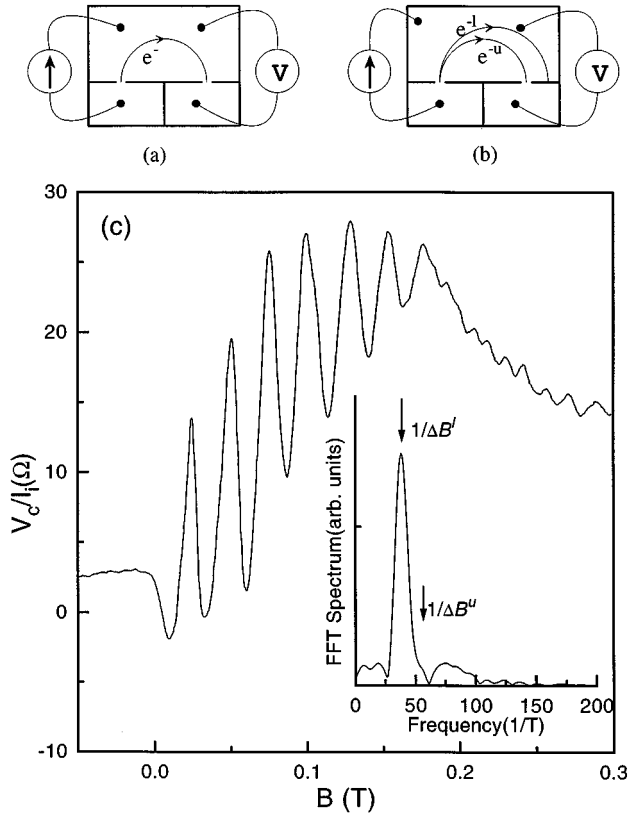 e⁻
V
(a)
e⁻ˡ
e⁻ᵘ
V
(b)
(c)
30
20
10
0
-10
V_c/I_i(Ω)
0.0
0.1
0.2
0.3
B (T)
1/ΔBˡ
1/ΔBᵘ
FFT Spectrum(arb. units)
0
50
100
150
200
Frequency(1/T)